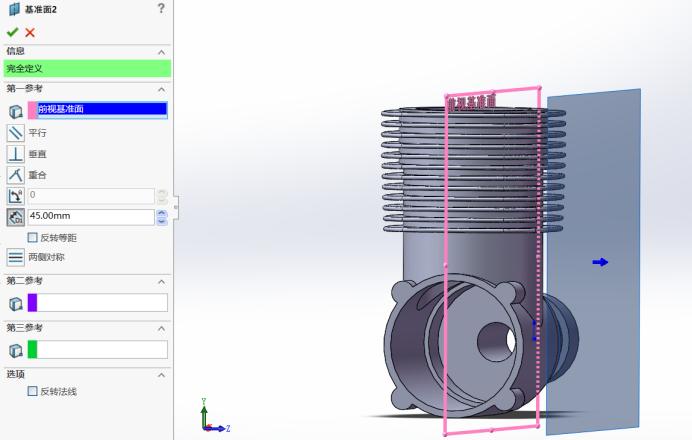 基准面2
?
信息
完全定义
第一参考
前视基准面
平行
垂直
重合
0
45.00mm
反转等距
两侧对称
第二参考
第三参考
选项
反转法线
前视基准面
Y
Z